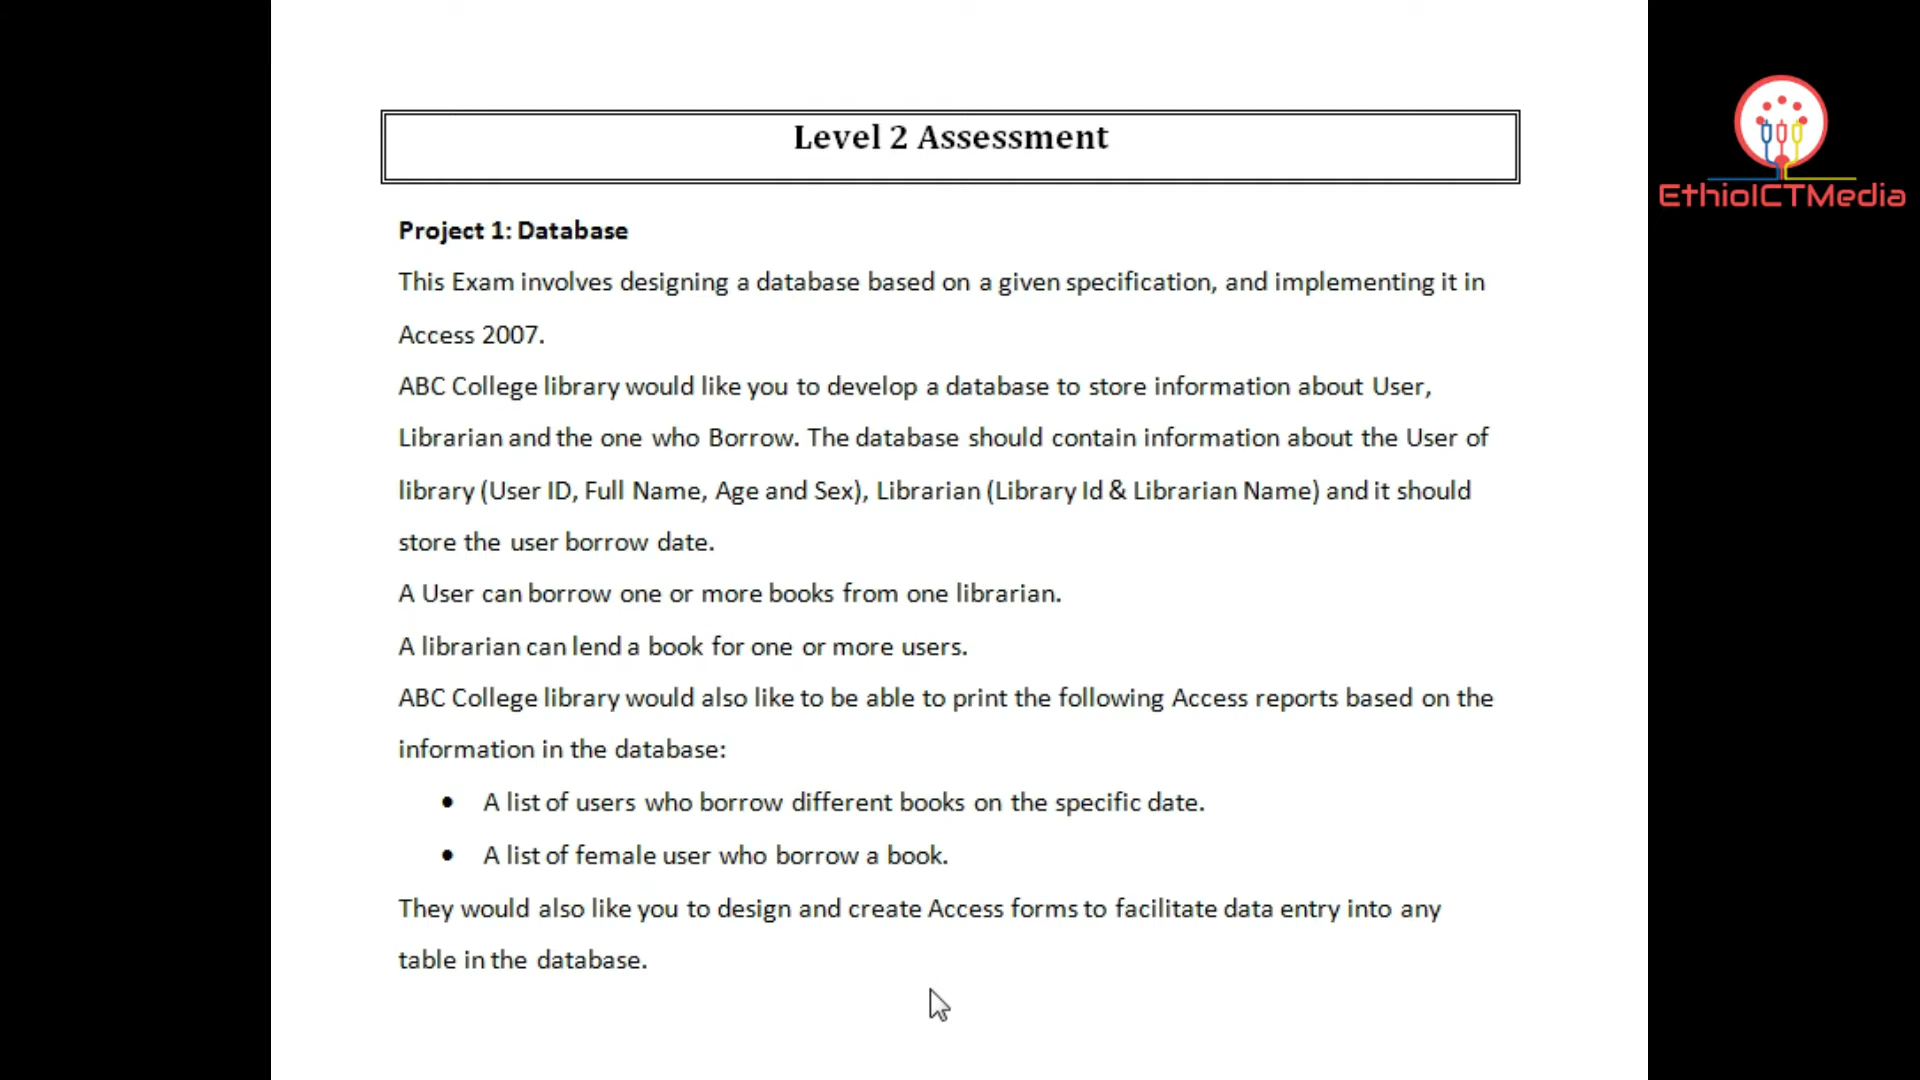 Level 2 Assessment
EthioICTMedia
Project 1: Database
This Exam involves designing a database based on a given specification, and implementing it in
Access 2007.
ABC College library would like you to develop a database to store information about User,
Librarian and the one who Borrow. The database should contain information about the User of
library (User ID, Full Name, Age and Sex), Librarian (Library Id & Librarian Name) and it should
store the user borrow date.
A User can borrow one or more books from one librarian.
A librarian can lend a book for one or more users.
ABC College library would also like to be able to print the following Access reports based on the
information in the database:
• A list of users who borrow different books on the specific date.
• A list of female user who borrow a book.
They would also like you to design and create Access forms to facilitate data entry into any
table in the database.